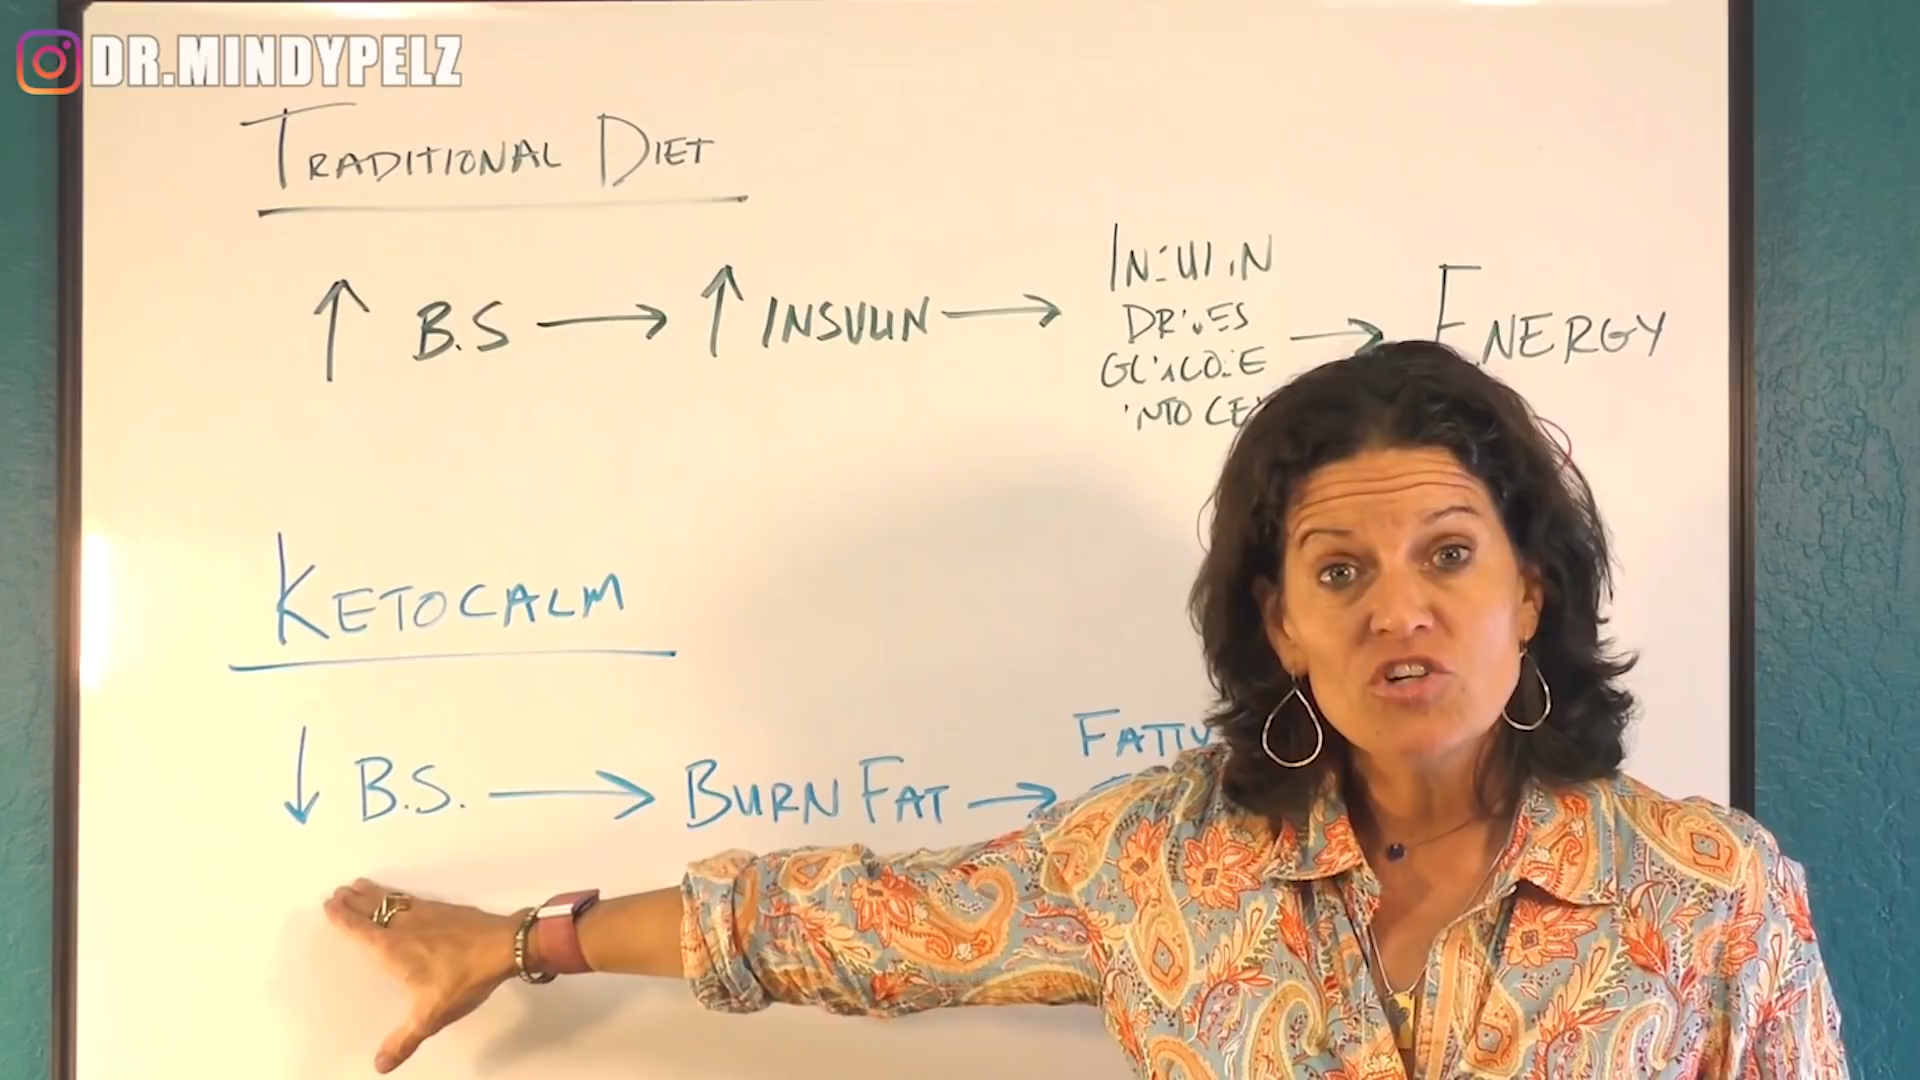 DR.MINDYPELZ
TRADITIONAL DIET
↑ B.S → ↑ INSULIN → INSULIN DRIVES GLUCOSE INTO → ENERGY
KETOCALM
↓ B.S. → BURN FAT → FATTY